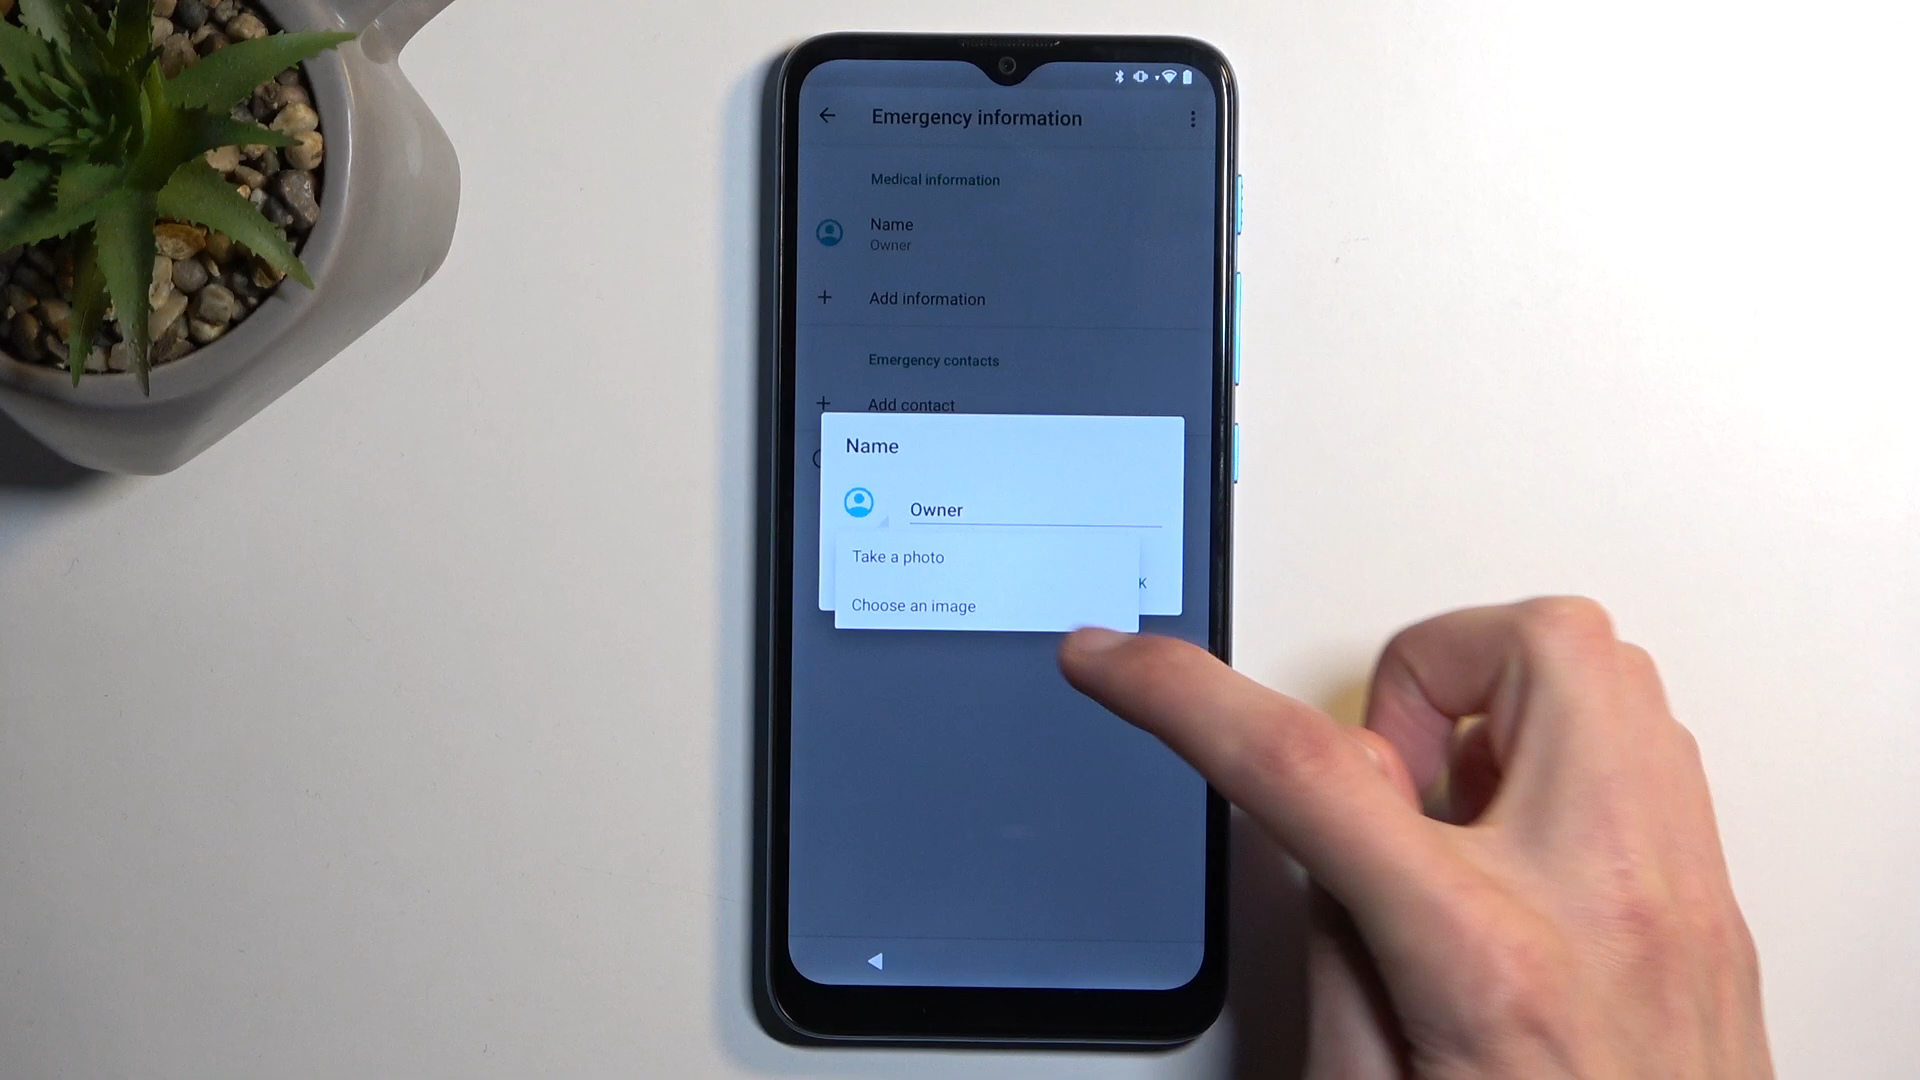 Emergency information
Medical information
Name
Owner
Add information
Emergency contacts
Add contact
Name
Owner
Take a photo
K
Choose an image